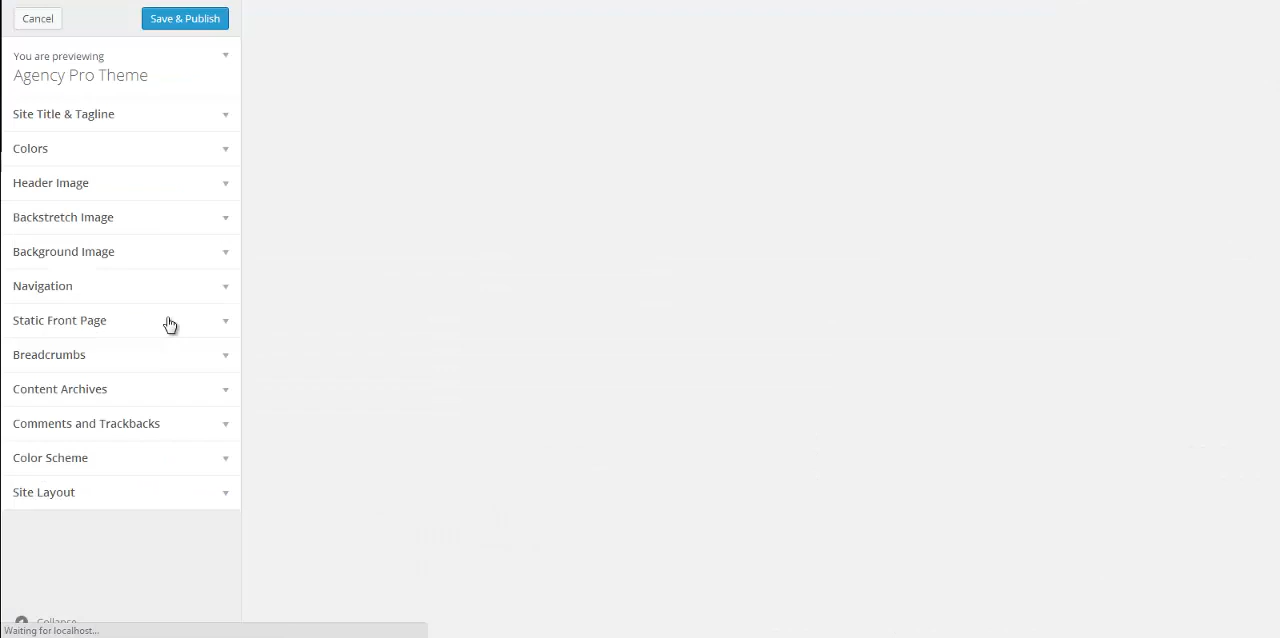 Cancel
Save & Publish
You are previewing
Agency Pro Theme
Site Title & Tagline
Colors
Header Image
Backstretch Image
Background Image
Navigation
Static Front Page
Breadcrumbs
Content Archives
Comments and Trackbacks
Color Scheme
Site Layout
Collapse
Waiting for localhost...